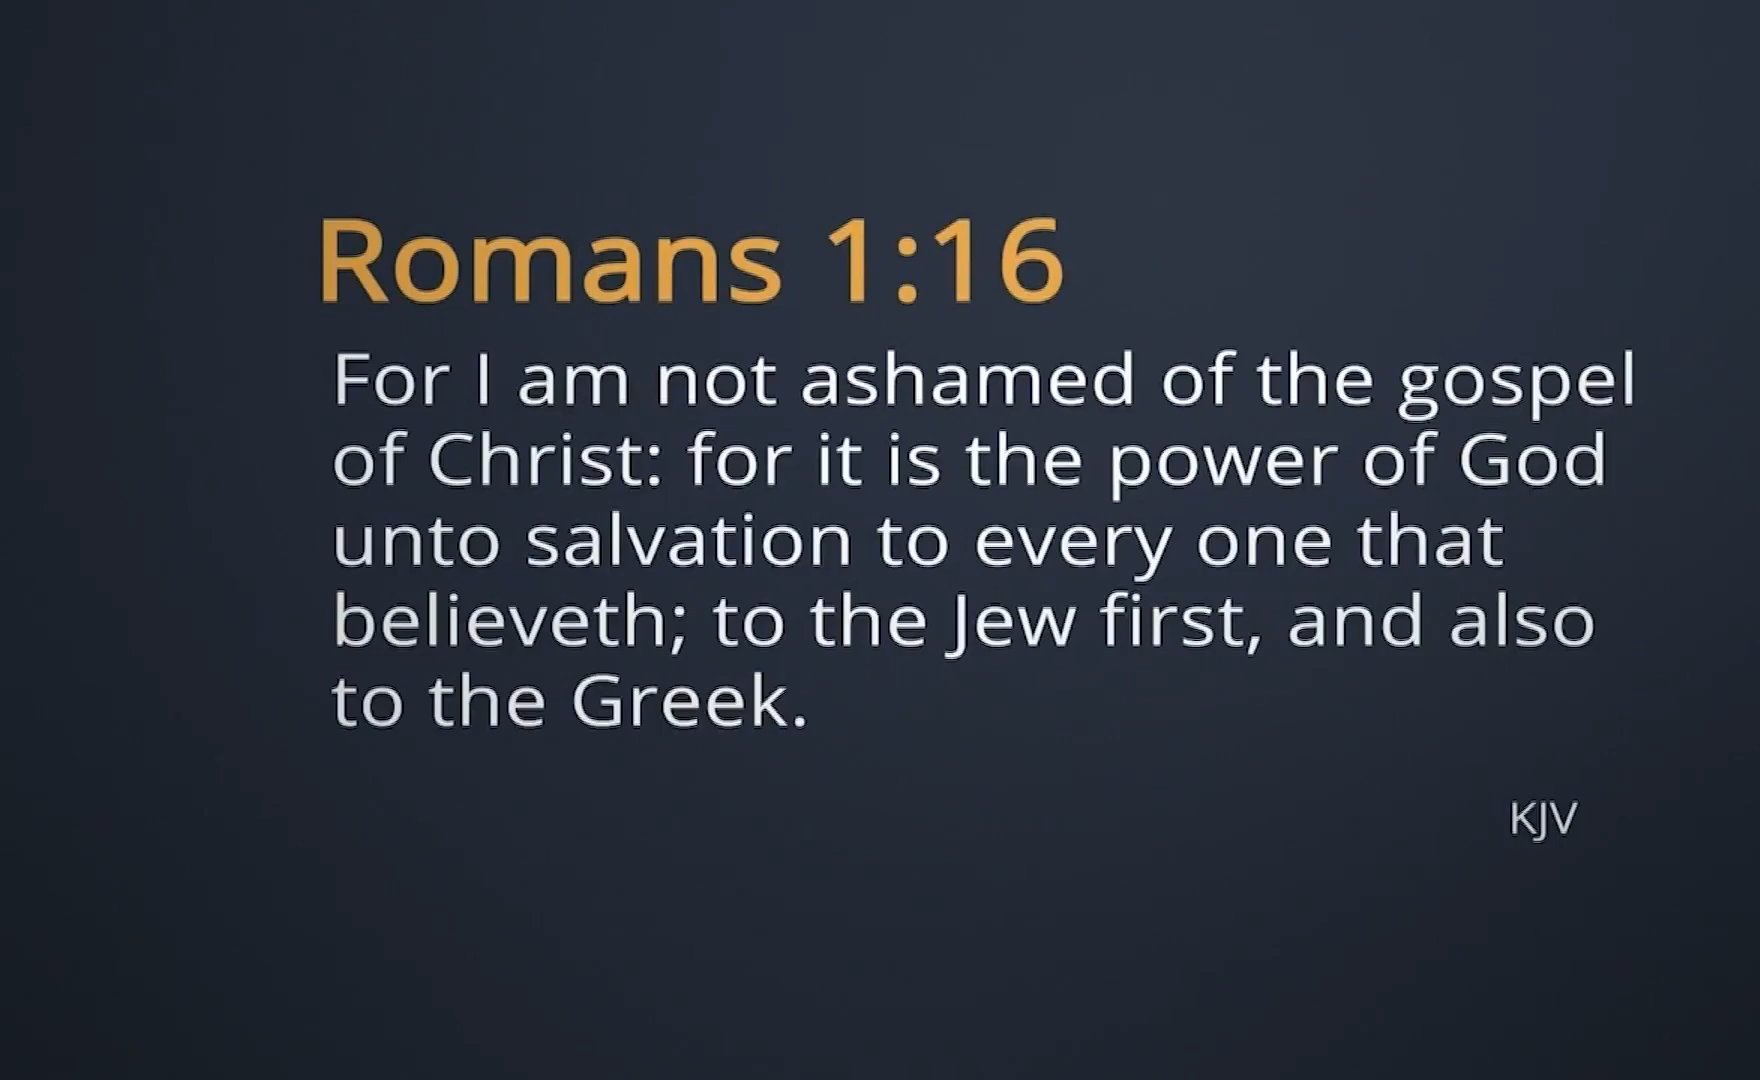 Romans 1:16
For I am not ashamed of the gospel
of Christ: for it is the power of God
unto salvation to every one that
believeth; to the Jew first, and also
to the Greek.
KJV